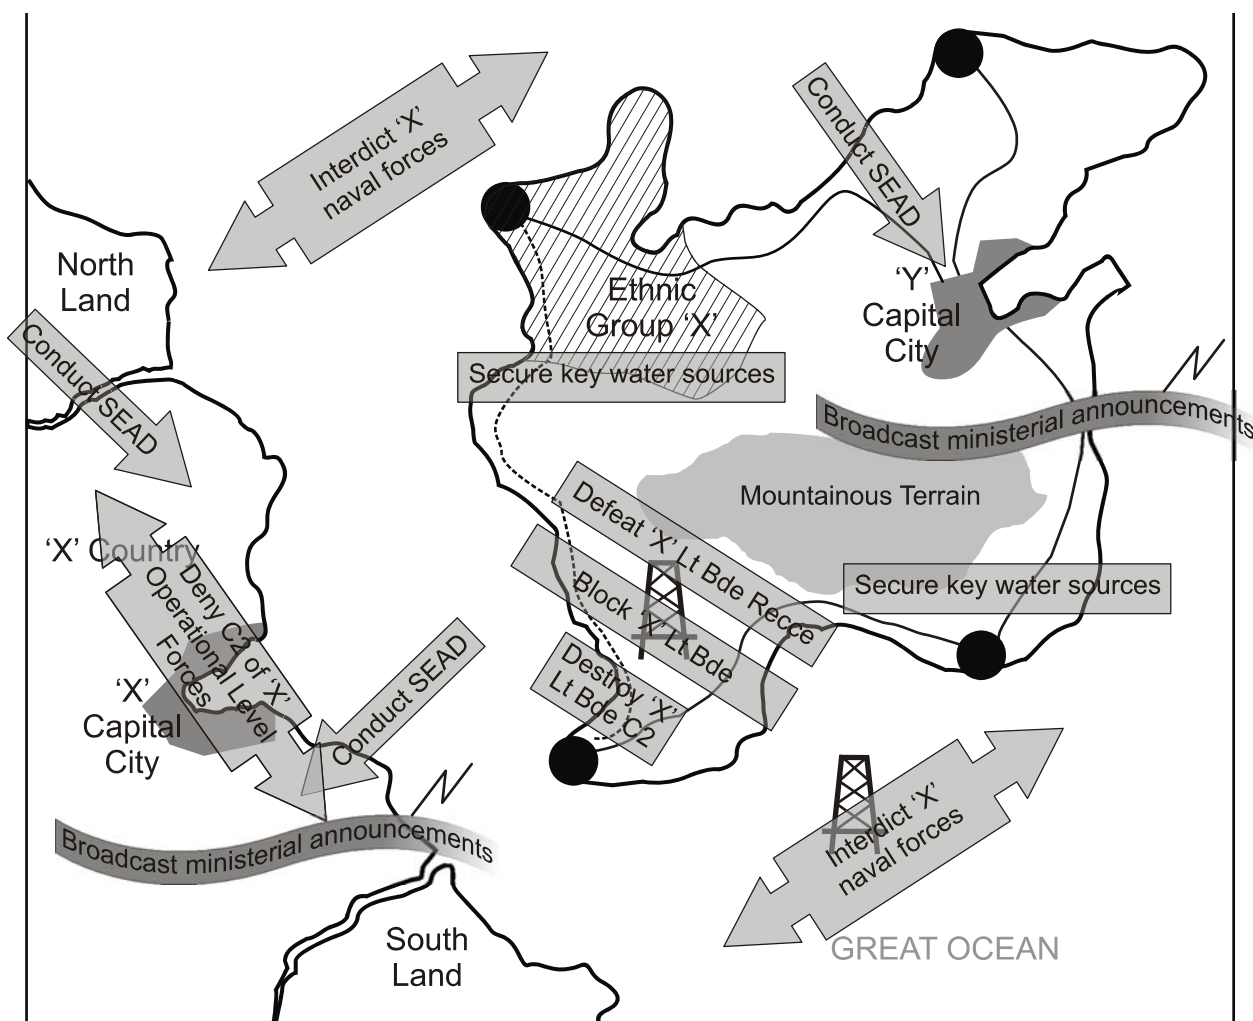 Interdict ‘X’
naval forces
Conduct SEAD
North
Land
Ethnic
Group ‘X’
‘Y’
Capital
City
Conduct SEAD
Secure key water sources
Broadcast ministerial announcements
Mountainous Terrain
‘X’ Country
Deny C2 of ‘X’
Operational Level
Forces
Defeat ‘X’ Lt Bde Recce
Block ‘X’ Lt Bde
Destroy ‘X’
Lt Bde C2
Secure key water sources
Conduct SEAD
‘X’
Capital
City
Interdict ‘X’
naval forces
Broadcast ministerial announcements
South
Land
GREAT OCEAN